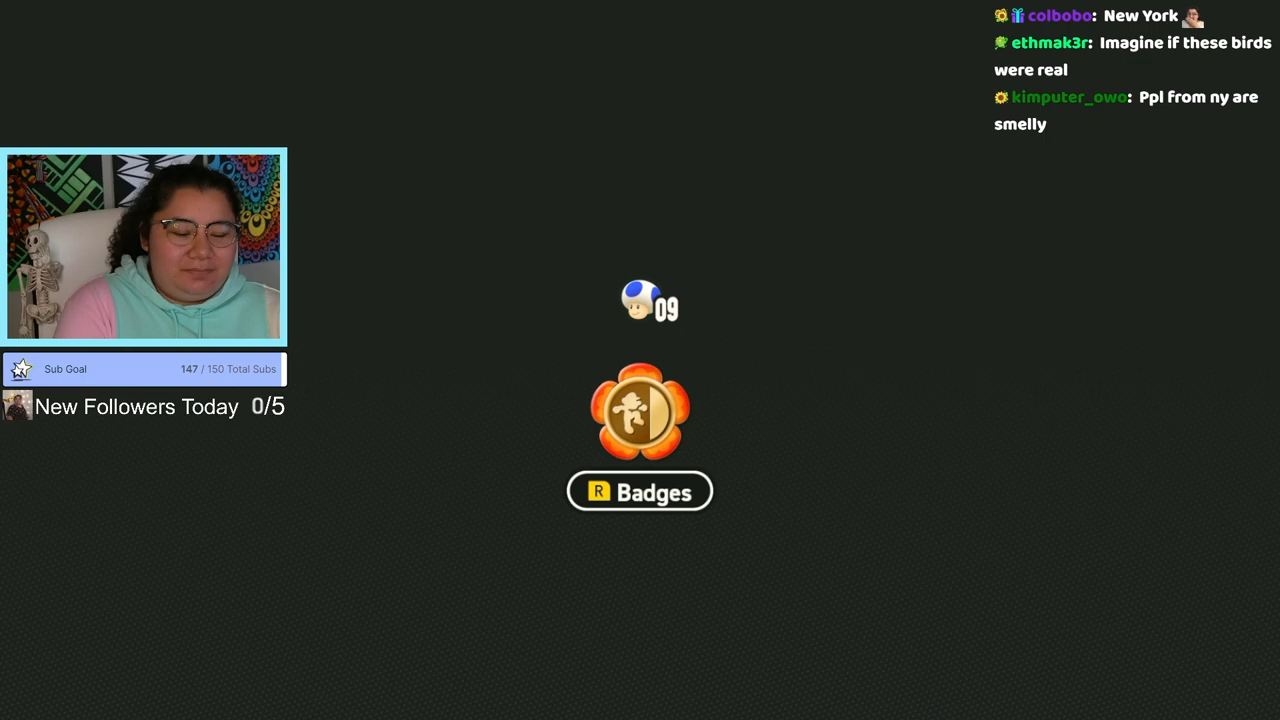 colbobo: New York
ethmak3r: Imagine if these birds
were real
kimputer_owo: Ppl from ny are
smelly
09
Sub Goal 147 / 150 Total Subs
New Followers Today 0/5
R Badges